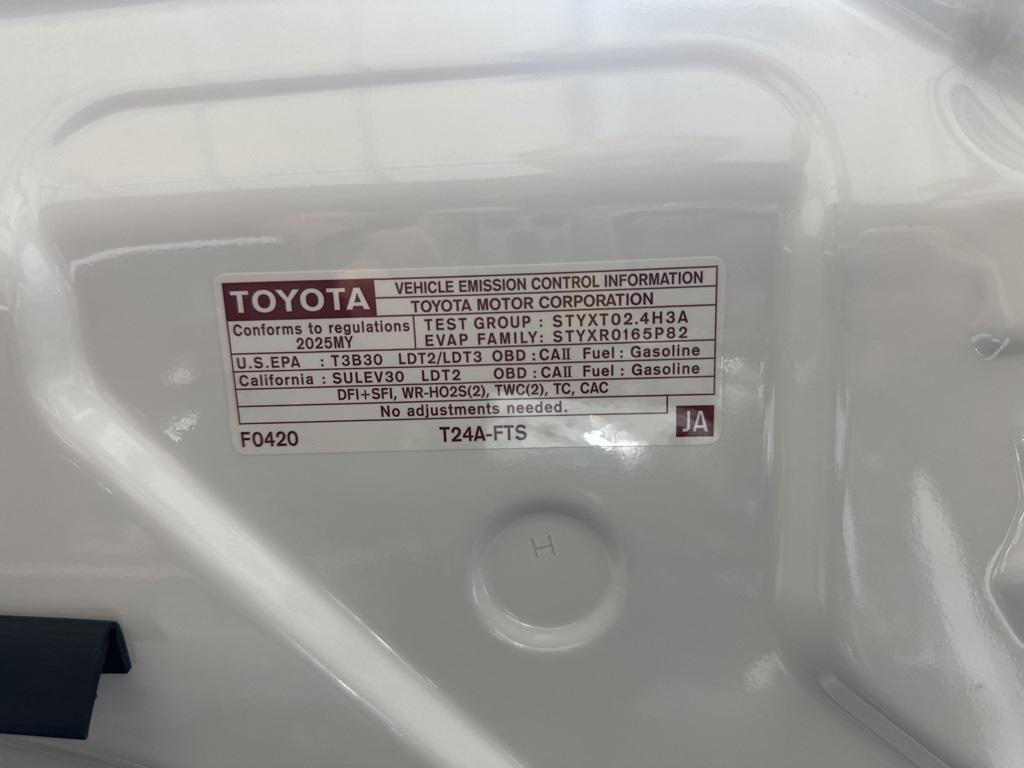 TOYOTA
VEHICLE EMISSION CONTROL INFORMATION
TOYOTA MOTOR CORPORATION
Conforms to regulations
2025MY
TEST GROUP : STYXT02.4H3A
EVAP FAMILY: STYXR0165P82
U.S.EPA : T3B30 LDT2/LDT3 OBD : CAII Fuel : Gasoline
California : SULEV30 LDT2 OBD : CAII Fuel : Gasoline
DFI+SFI, WR-HO2S(2), TWC(2), TC, CAC
No adjustments needed.
F0420 T24A-FTS JA
H